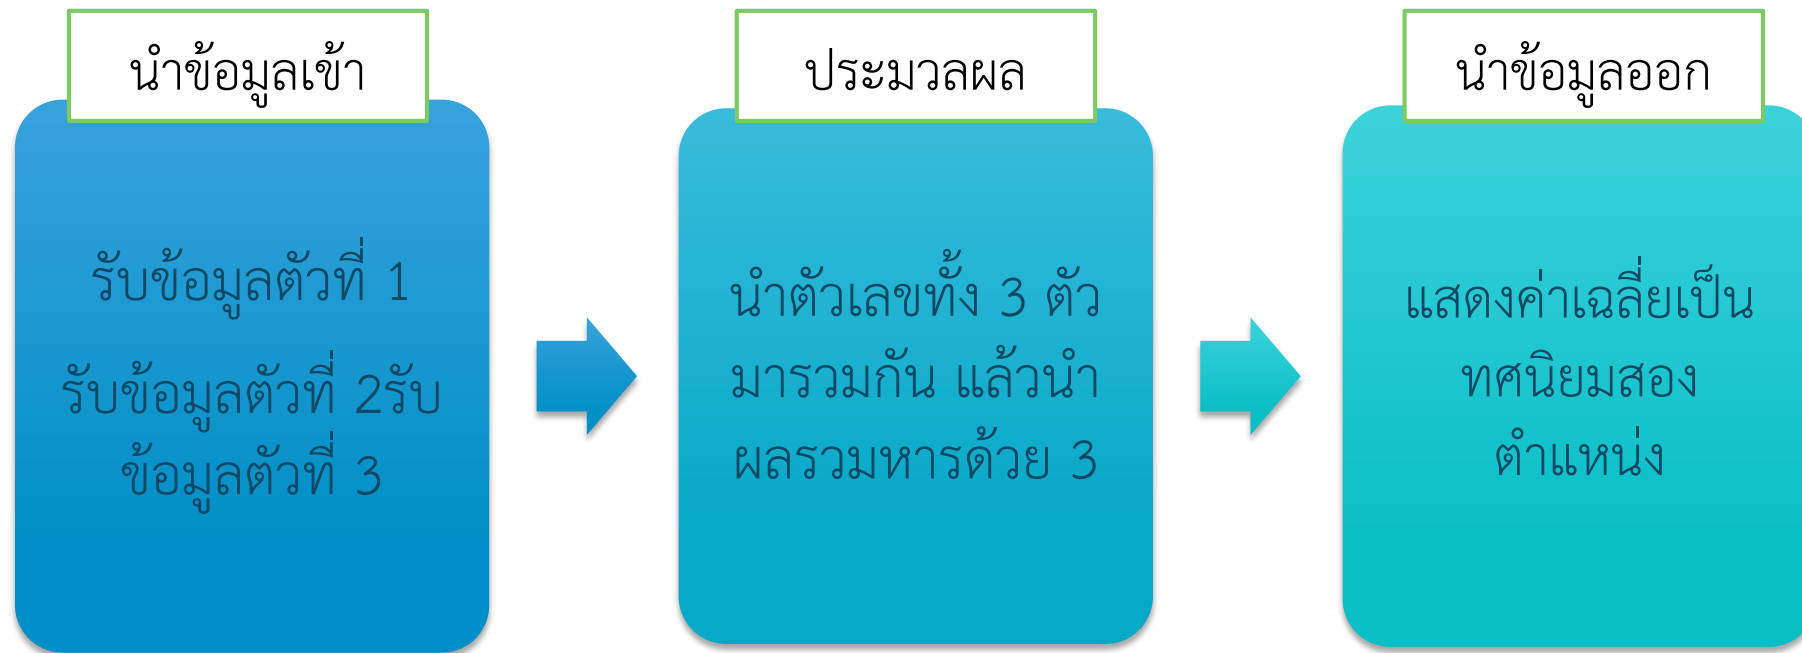 นำข้อมูลเข้า
รับข้อมูลตัวที่ 1
รับข้อมูลตัวที่ 2รับ
ข้อมูลตัวที่ 3
ประมวลผล
นำตัวเลขทั้ง 3 ตัว
มารวมกัน แล้วนำ
ผลรวมหารด้วย 3
นำข้อมูลออก
แสดงค่าเฉลี่ยเป็น
ทศนิยมสอง
ตำแหน่ง